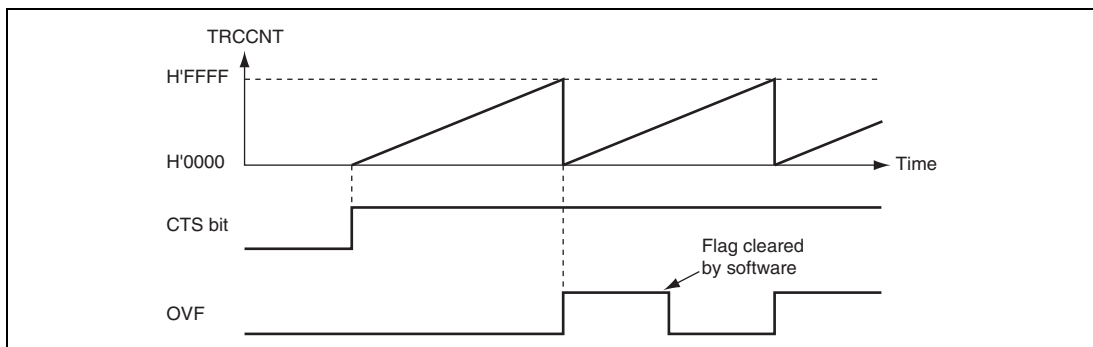 TRCCNT
H'FFFF
H'0000
Time
CTS bit
Flag cleared
by software
OVF